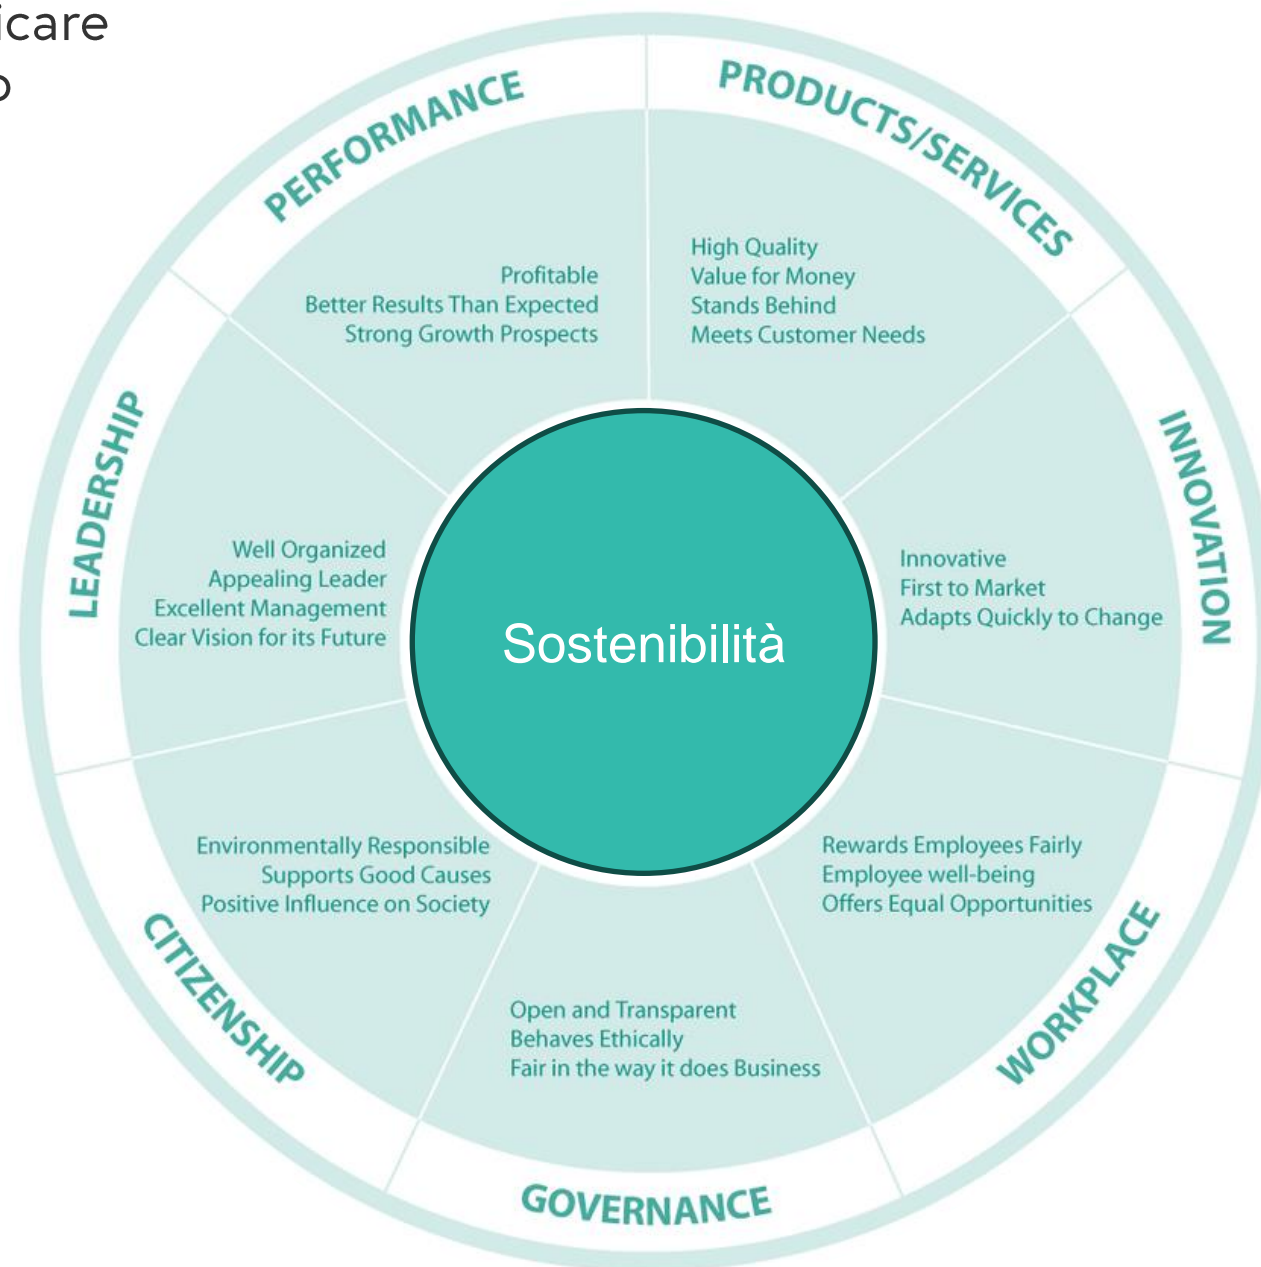 icare
o
PERFORMANCE
PRODUCTS/SERVICES
Profitable
Better Results Than Expected
Strong Growth Prospects
High Quality
Value for Money
Stands Behind
Meets Customer Needs
LEADERSHIP
INNOVATION
Well Organized
Appealing Leader
Excellent Management
Clear Vision for its Future
Innovative
First to Market
Adapts Quickly to Change
Sostenibilità
Environmentally Responsible
Supports Good Causes
Positive Influence on Society
Rewards Employees Fairly
Employee well-being
Offers Equal Opportunities
CITIZENSHIP
WORKPLACE
Open and Transparent
Behaves Ethically
Fair in the way it does Business
GOVERNANCE